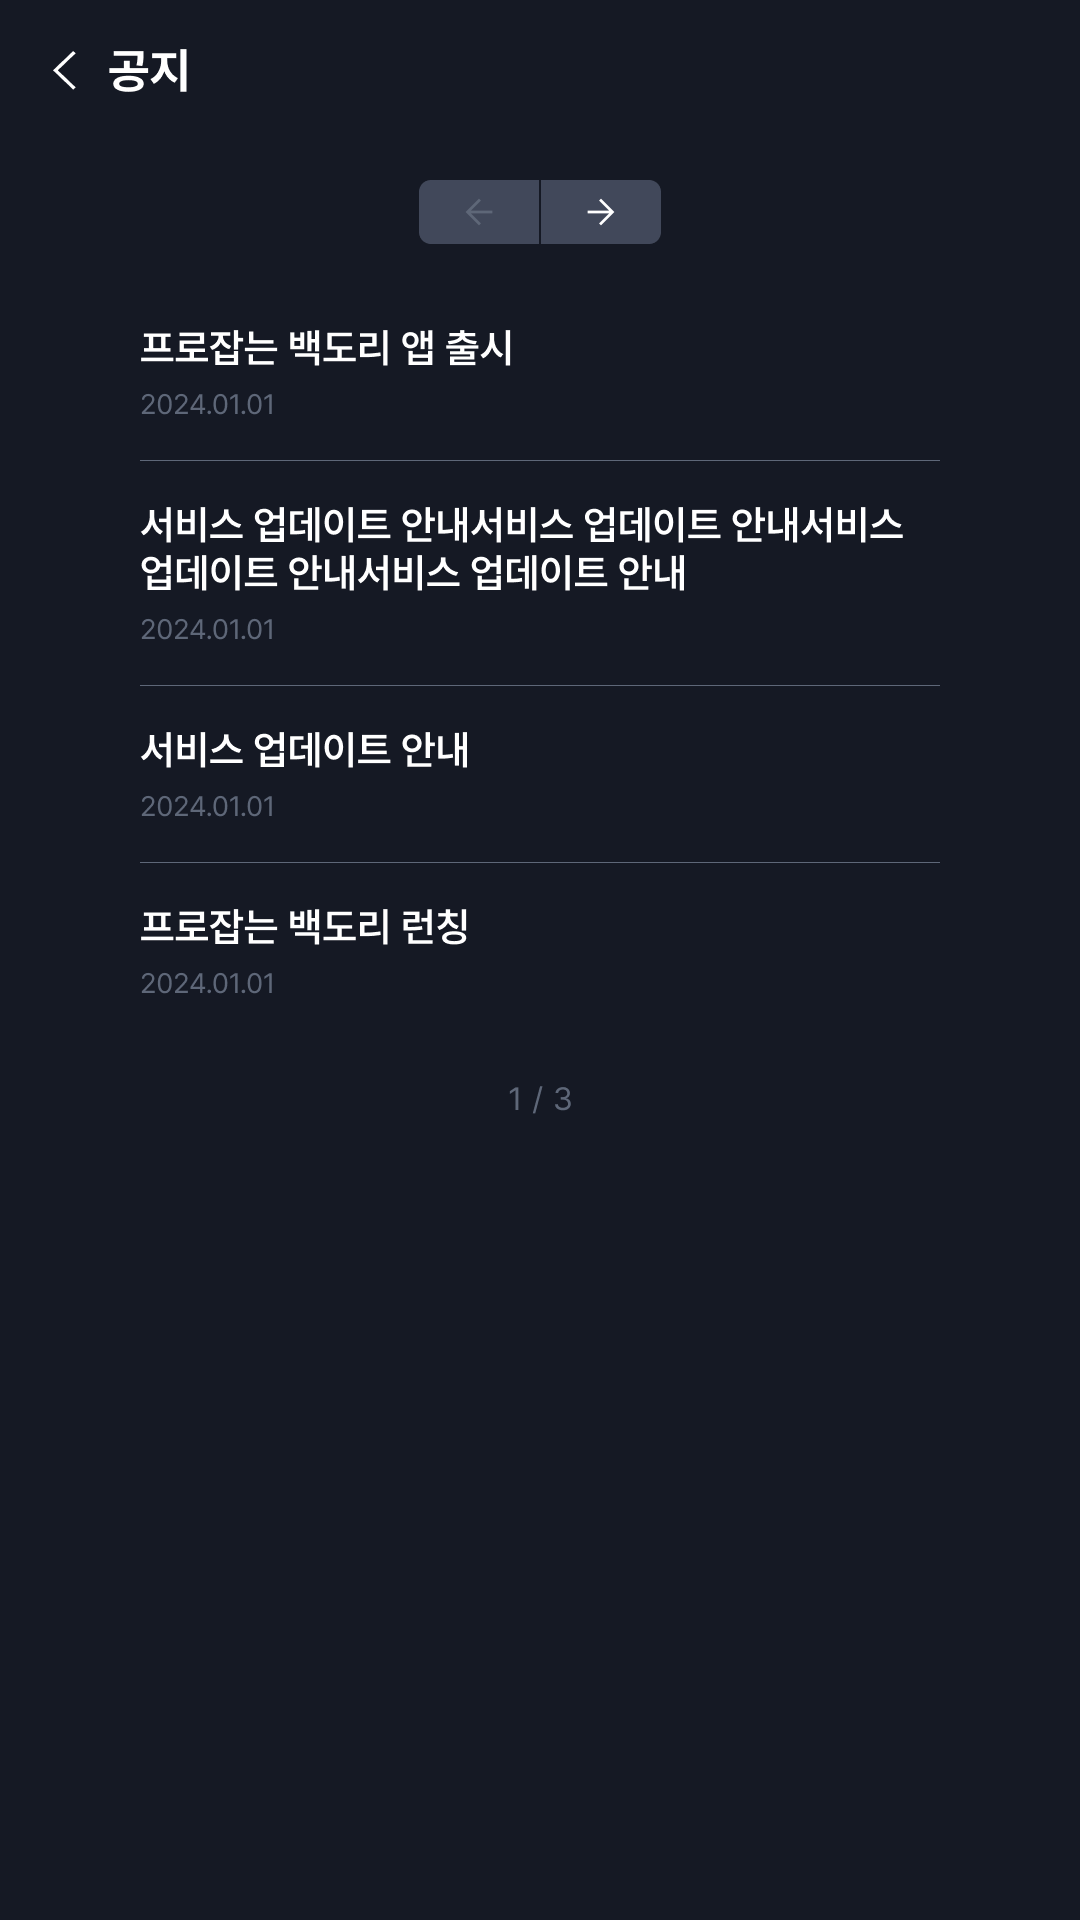 공지
프로잡는 백도리 앱 출시
2024.01.01
서비스 업데이트 안내서비스 업데이트 안내서비스
업데이트 안내서비스 업데이트 안내
2024.01.01
서비스 업데이트 안내
2024.01.01
프로잡는 백도리 런칭
2024.01.01
1 / 3